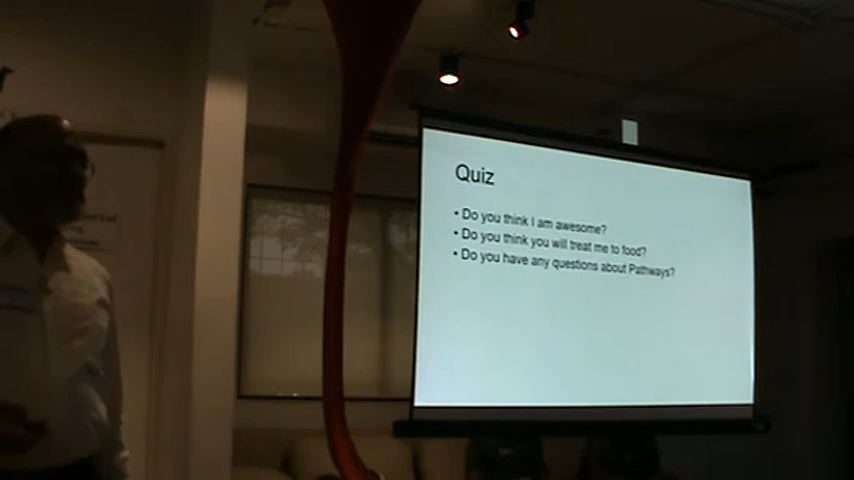 Quiz
• Do you think I am awesome?
• Do you think you will treat me to food?
• Do you have any questions about Pathways?